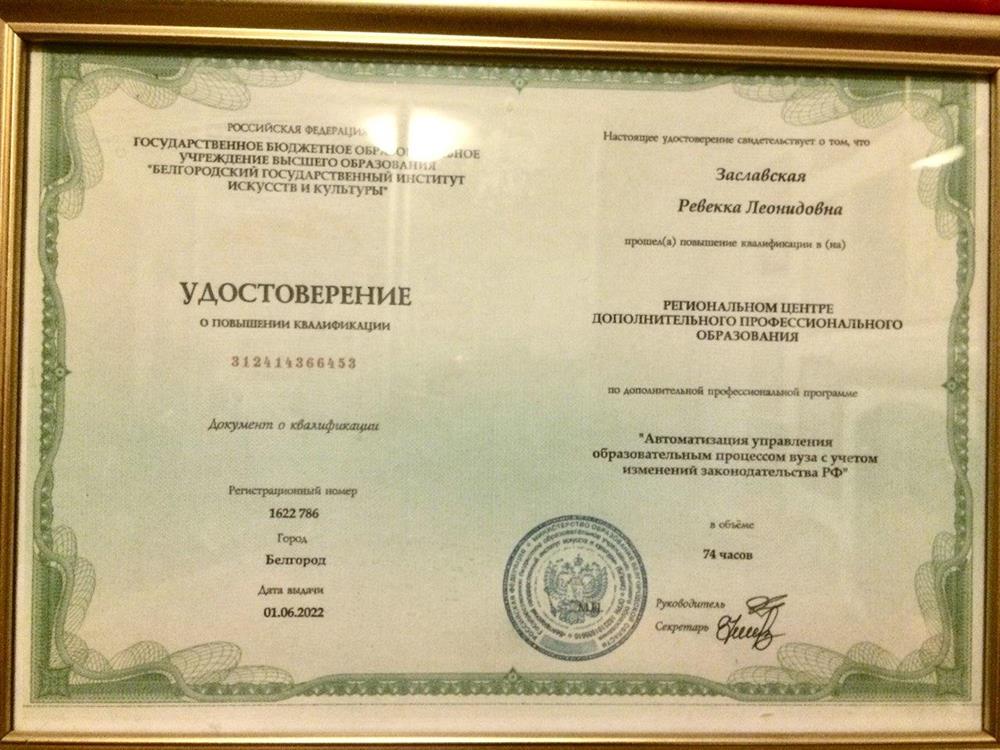 РОССИЙСКАЯ ФЕДЕРАЦИЯ
ГОСУДАРСТВЕННОЕ БЮДЖЕТНОЕ ОБРАЗОВАТЕЛЬНОЕ
УЧРЕЖДЕНИЕ ВЫСШЕГО ОБРАЗОВАНИЯ
"БЕЛГОРОДСКИЙ ГОСУДАРСТВЕННЫЙ ИНСТИТУТ
ИСКУССТВ И КУЛЬТУРЫ"
УДОСТОВЕРЕНИЕ
О ПОВЫШЕНИИ КВАЛИФИКАЦИИ
312414366453
Документ о квалификации
Регистрационный номер
1622 786
Город
Белгород
Дата выдачи
01.06.2022
Настоящее удостоверение свидетельствует о том, что
Заславская
Ревекка Леонидовна
прошел(а) повышение квалификации в (на)
РЕГИОНАЛЬНОМ ЦЕНТРЕ
ДОПОЛНИТЕЛЬНОГО ПРОФЕССИОНАЛЬНОГО
ОБРАЗОВАНИЯ
по дополнительной профессиональной программе
"Автоматизация управления
образовательным процессом вуза с учетом
изменений законодательства РФ"
в объёме
74 часов
М.П.
Руководитель
Секретарь